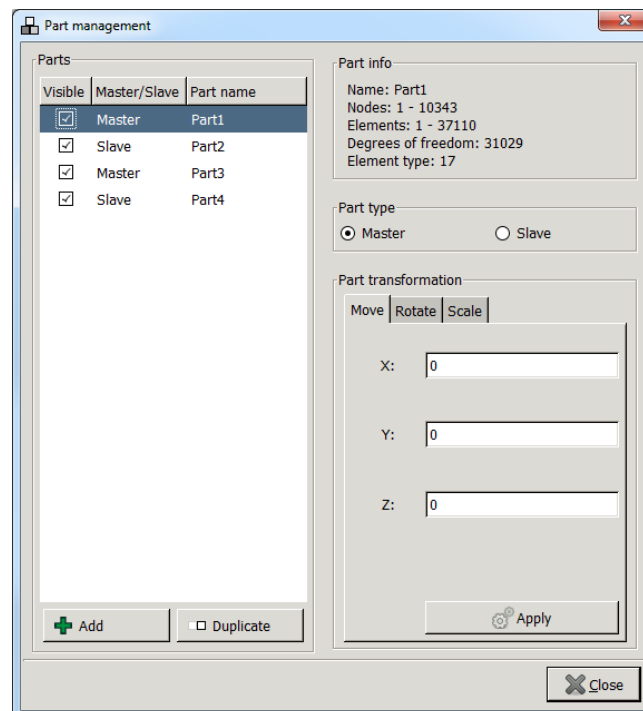 Part management
Parts
Visible Master/Slave Part name
Master Part1
Slave Part2
Master Part3
Slave Part4
Add Duplicate
Part info
Name: Part1
Nodes: 1 - 10343
Elements: 1 - 37110
Degrees of freedom: 31029
Element type: 17
Part type
Master Slave
Part transformation
Move Rotate Scale
X: 0
Y: 0
Z: 0
Apply
Close